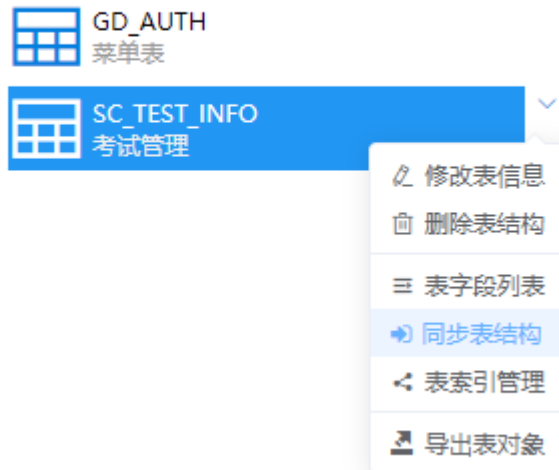 GD_AUTH
菜单表
SC_TEST_INFO
考试管理
修改表信息
删除表结构
表字段列表
同步表结构
表索引管理
导出表对象